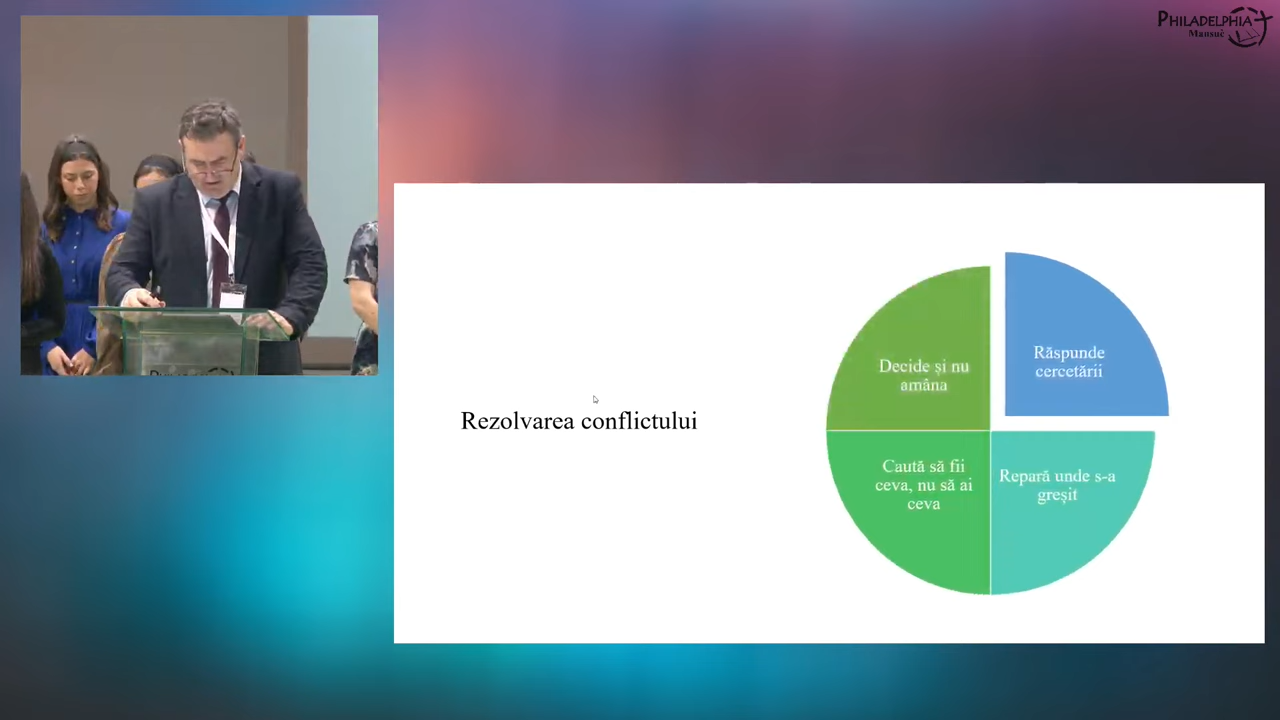 PHILADELPHIA
Mansuè
Rezolvarea conflictului
Decide și nu
amâna
Răspunde
cercetării
Caută să fii
ceva, nu să ai
ceva
Repară unde s-a
greșit